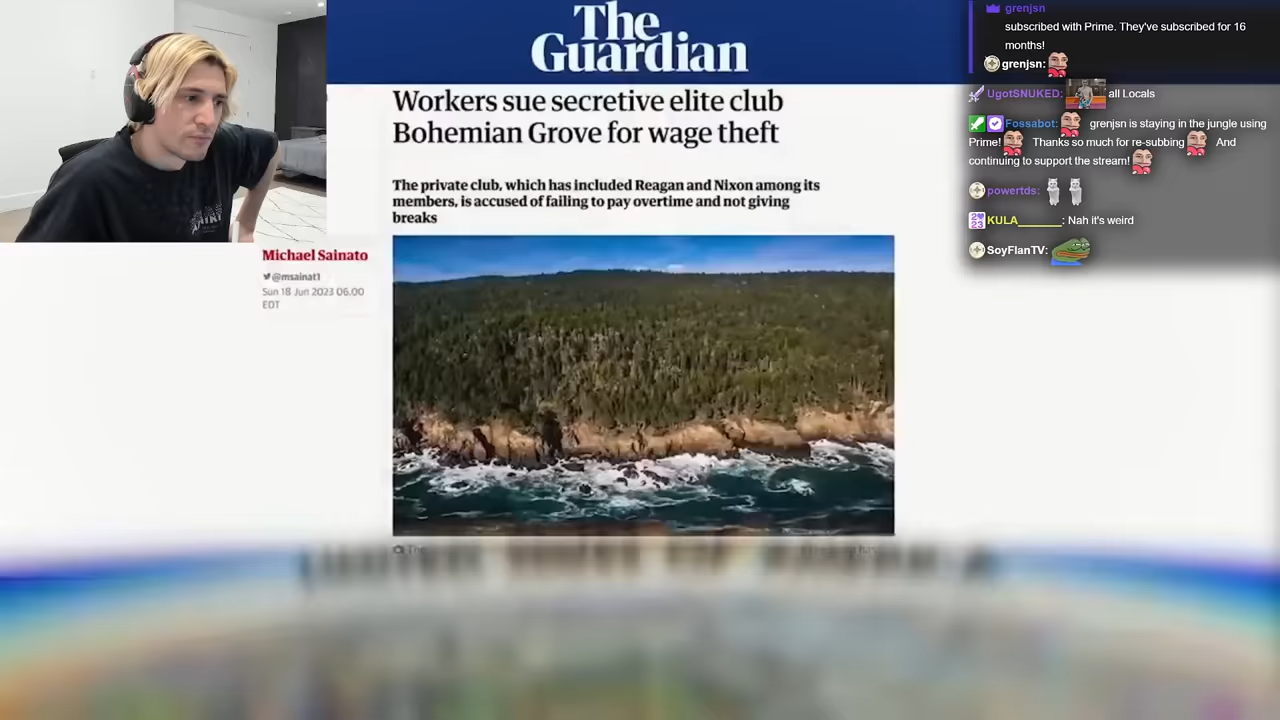 The
Guardian
Workers sue secretive elite club
Bohemian Grove for wage theft
The private club, which has included Reagan and Nixon among its
members, is accused of failing to pay overtime and not giving
breaks
Michael Sainato
@msainat1
Sun 18 Jun 2023 06.00
EDT
grenjsn
subscribed with Prime. They've subscribed for 16
months!
grenjsn:
UgotSNUKED: all Locals
Fossabot: grenjsn is staying in the jungle using
Prime! Thanks so much for re-subbing And
continuing to support the stream!
powertds:
KULA______: Nah it's weird
SoyFlanTV: